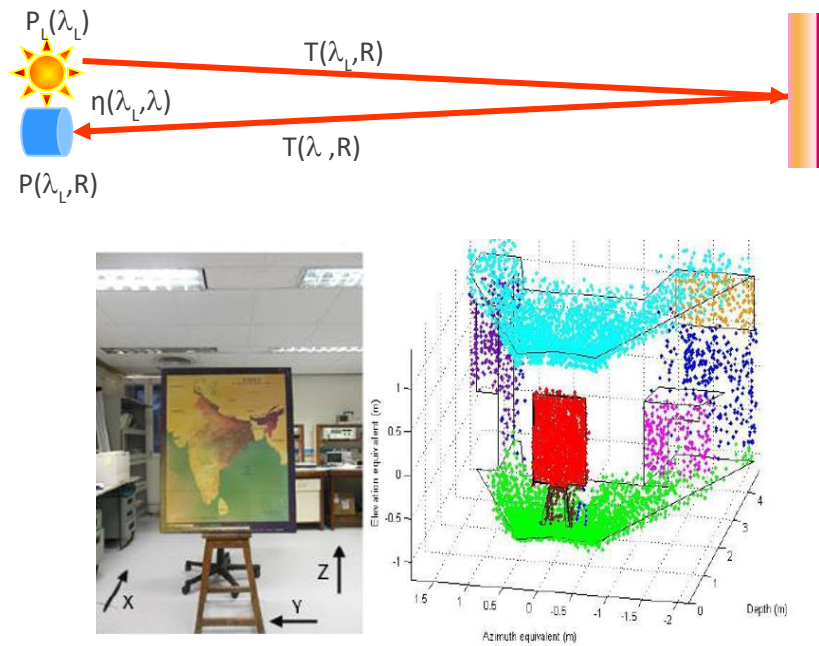 P_L(λ_L)
T(λ_L,R)
η(λ_L,λ)
T(λ ,R)
P(λ_L,R)
X
Y
Z
Elevation equivalent (m)
1
0.5
0
-0.5
-1
1.5
1
0.5
0
-0.5
-1
-1.5
-2
Azimuth equivalent (m)
0
1
2
3
4
Depth (m)